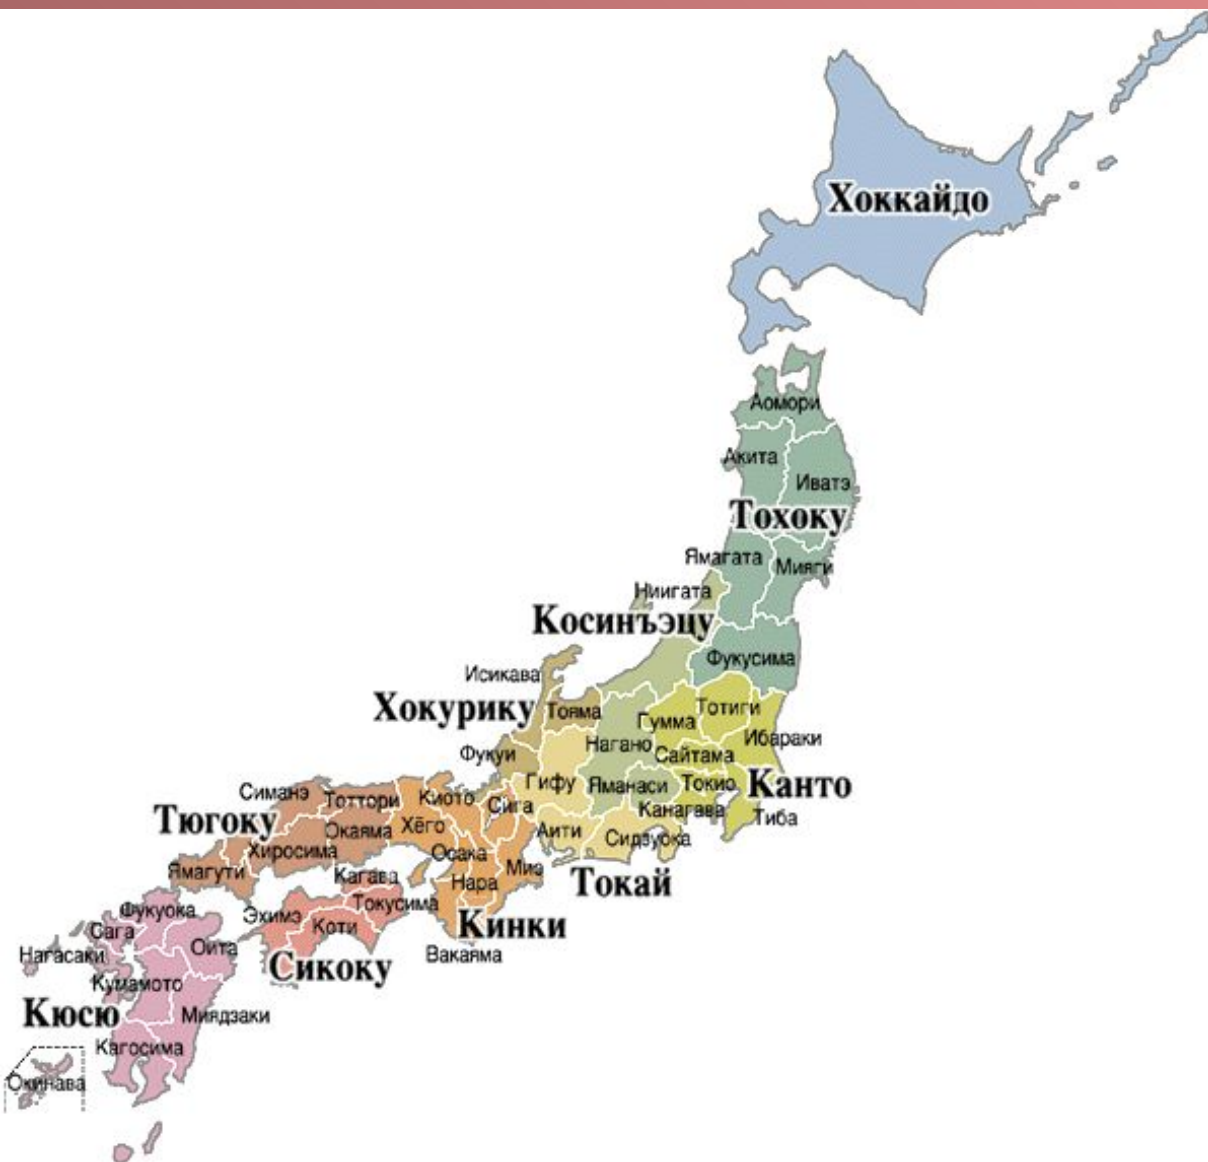 Хоккайдо
Аомори
Акита
Иватэ
Тохоку
Ямагата
Мияги
Ниигата
Косинъэцу
Фукусима
Исикава
Хокурику
Тояма
Гумма
Тотиги
Нагано
Ибараки
Фукуи
Сайтама
Гифу
Яманаси
Токио
Канто
Канагава
Тиба
Симанэ
Тоттори
Киото
Сига
Тюгоку
Окаяма
Хёго
Аити
Сидзуока
Хиросима
Осака
Миэ
Ямагути
Кагава
Нара
Токай
Токусима
Эхимэ
Коти
Кинки
Вакаяма
Сикоку
Фукуока
Сага
Оита
Нагасаки
Кумамото
Кюсю
Миядзаки
Кагосима
Окинава